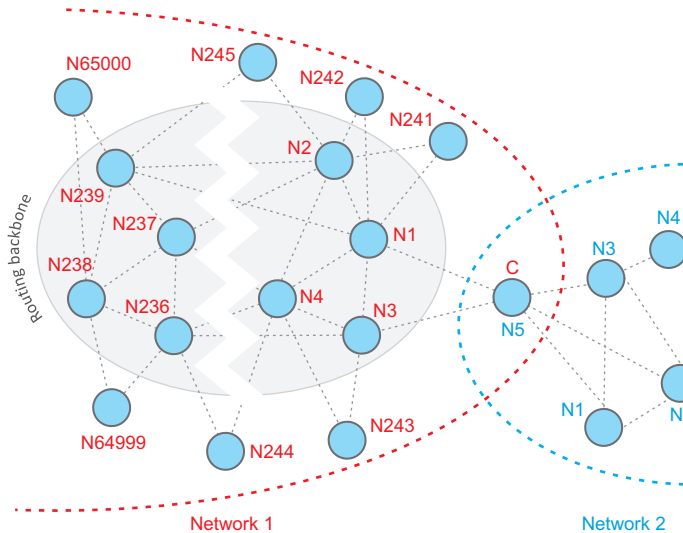 N245
N65000
N242
N241
N2
N239
N4
N237
N1
N3
Routing backbone
N238
C
N4
N236
N3
N5
N1
N
N243
N64999
N244
Network 1
Network 2